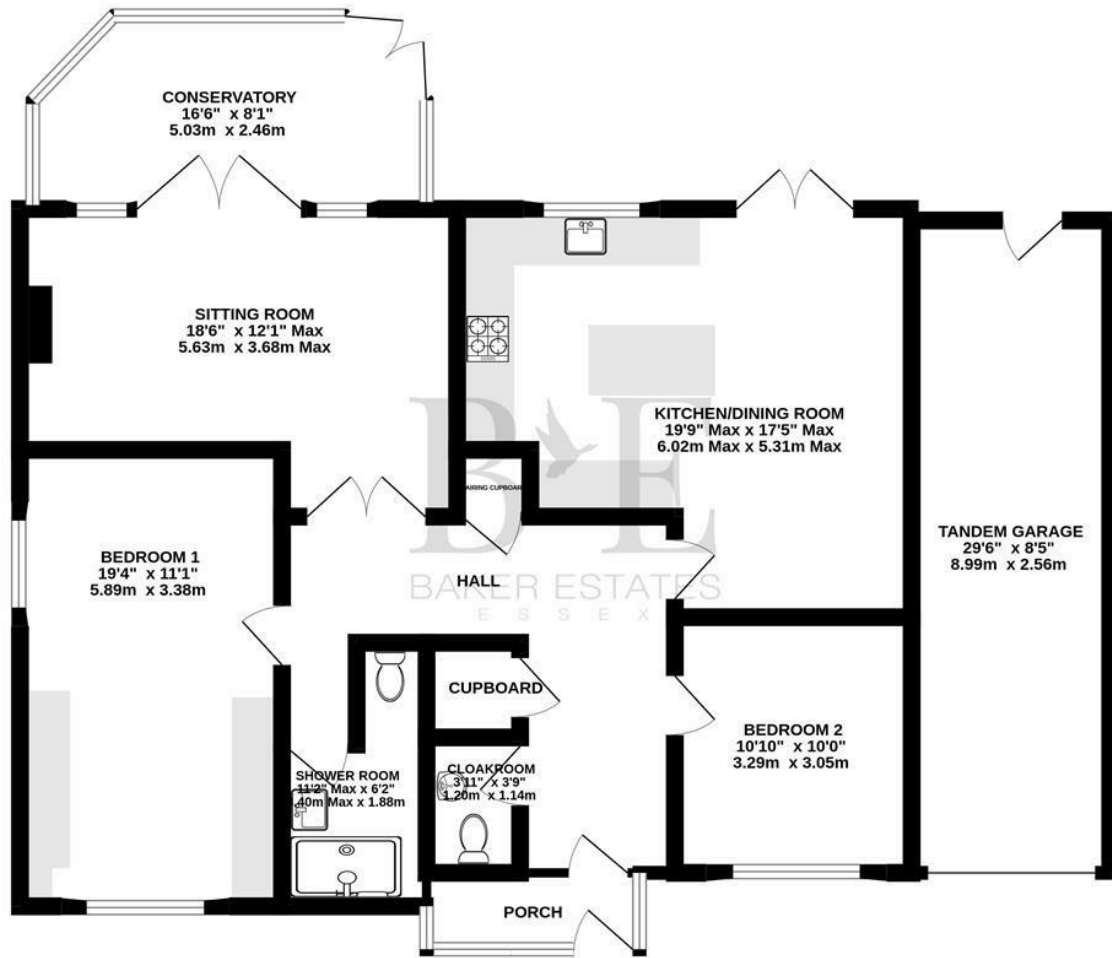 CONSERVATORY
16'6" x 8'1"
5.03m x 2.46m
SITTING ROOM
18'6" x 12'1" Max
5.63m x 3.68m Max
KITCHEN/DINING ROOM
19'9" Max x 17'5" Max
6.02m Max x 5.31m Max
B E
AIRING CUPBOARD
TANDEM GARAGE
29'6" x 8'5"
8.99m x 2.56m
BEDROOM 1
19'4" x 11'1"
5.89m x 3.38m
HALL
BAKER ESTATES
ESSEX
CUPBOARD
BEDROOM 2
10'10" x 10'0"
3.29m x 3.05m
CLOAKROOM
3'11" x 3'9"
1.20m x 1.14m
SHOWER ROOM
11'2" Max x 6'2"
.40m Max x 1.88m
PORCH